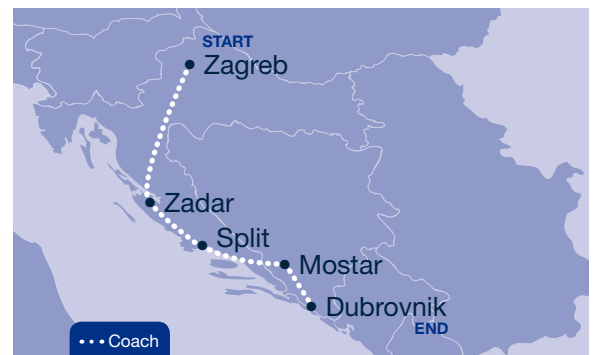 START
Zagreb
Zadar
Split
Mostar
Dubrovnik
END
Coach